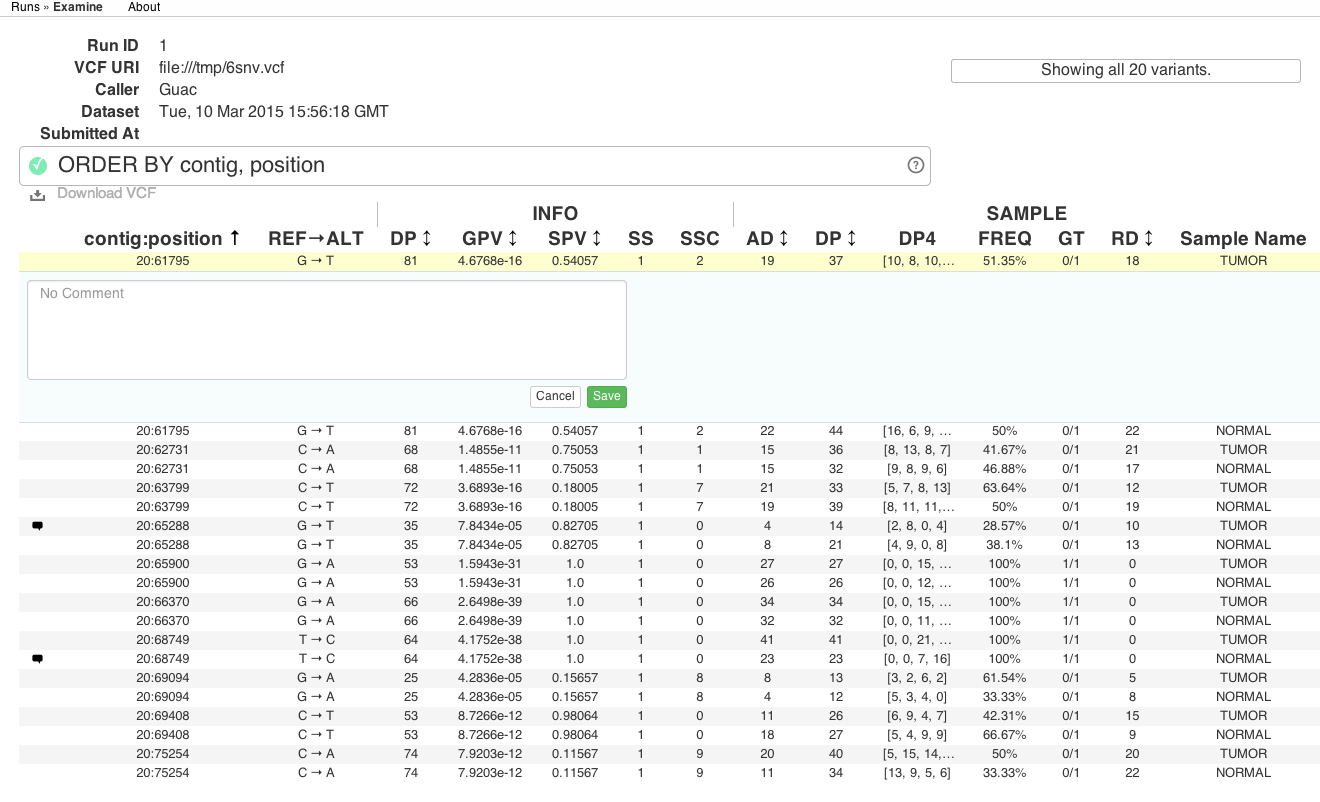 Runs » Examine About
Run ID 1
VCF URI file:///tmp/6snv.vcf
Showing all 20 variants.
Caller Guac
Dataset Tue, 10 Mar 2015 15:56:18 GMT
Submitted At
ORDER BY contig, position ?
Download VCF
INFO SAMPLE
contig:position ↑ REF→ALT DP ↕ GPV ↕ SPV ↕ SS SSC AD ↕ DP ↕ DP4 FREQ GT RD ↕ Sample Name
20:61795 G → T 81 4.6768e-16 0.54057 1 2 19 37 [10, 8, 10,... 51.35% 0/1 18 TUMOR
No Comment
Cancel Save
20:61795 G → T 81 4.6768e-16 0.54057 1 2 22 44 [16, 6, 9, ... 50% 0/1 22 NORMAL
20:62731 C → A 68 1.4855e-11 0.75053 1 1 15 36 [8, 13, 8, 7] 41.67% 0/1 21 TUMOR
20:62731 C → A 68 1.4855e-11 0.75053 1 1 15 32 [9, 8, 9, 6] 46.88% 0/1 17 NORMAL
20:63799 C → T 72 3.6893e-16 0.18005 1 7 21 33 [5, 7, 8, 13] 63.64% 0/1 12 TUMOR
20:63799 C → T 72 3.6893e-16 0.18005 1 7 19 39 [8, 11, 11,... 50% 0/1 19 NORMAL
20:65288 G → T 35 7.8434e-05 0.82705 1 0 4 14 [2, 8, 0, 4] 28.57% 0/1 10 TUMOR
20:65288 G → T 35 7.8434e-05 0.82705 1 0 8 21 [4, 9, 0, 8] 38.1% 0/1 13 NORMAL
20:65900 G → A 53 1.5943e-31 1.0 1 0 27 27 [0, 0, 15, ... 100% 1/1 0 TUMOR
20:65900 G → A 53 1.5943e-31 1.0 1 0 26 26 [0, 0, 12, ... 100% 1/1 0 NORMAL
20:66370 G → A 66 2.6498e-39 1.0 1 0 34 34 [0, 0, 15, ... 100% 1/1 0 TUMOR
20:66370 G → A 66 2.6498e-39 1.0 1 0 32 32 [0, 0, 11, ... 100% 1/1 0 NORMAL
20:68749 T → C 64 4.1752e-38 1.0 1 0 41 41 [0, 0, 21, ... 100% 1/1 0 TUMOR
20:68749 T → C 64 4.1752e-38 1.0 1 0 23 23 [0, 0, 7, 16] 100% 1/1 0 NORMAL
20:69094 G → A 25 4.2836e-05 0.15657 1 8 8 13 [3, 2, 6, 2] 61.54% 0/1 5 TUMOR
20:69094 G → A 25 4.2836e-05 0.15657 1 8 4 12 [5, 3, 4, 0] 33.33% 0/1 8 NORMAL
20:69408 C → T 53 8.7266e-12 0.98064 1 0 11 26 [6, 9, 4, 7] 42.31% 0/1 15 TUMOR
20:69408 C → T 53 8.7266e-12 0.98064 1 0 18 27 [5, 4, 9, 9] 66.67% 0/1 9 NORMAL
20:75254 C → A 74 7.9203e-12 0.11567 1 9 20 40 [5, 15, 14,... 50% 0/1 20 TUMOR
20:75254 C → A 74 7.9203e-12 0.11567 1 9 11 34 [13, 9, 5, 6] 33.33% 0/1 22 NORMAL